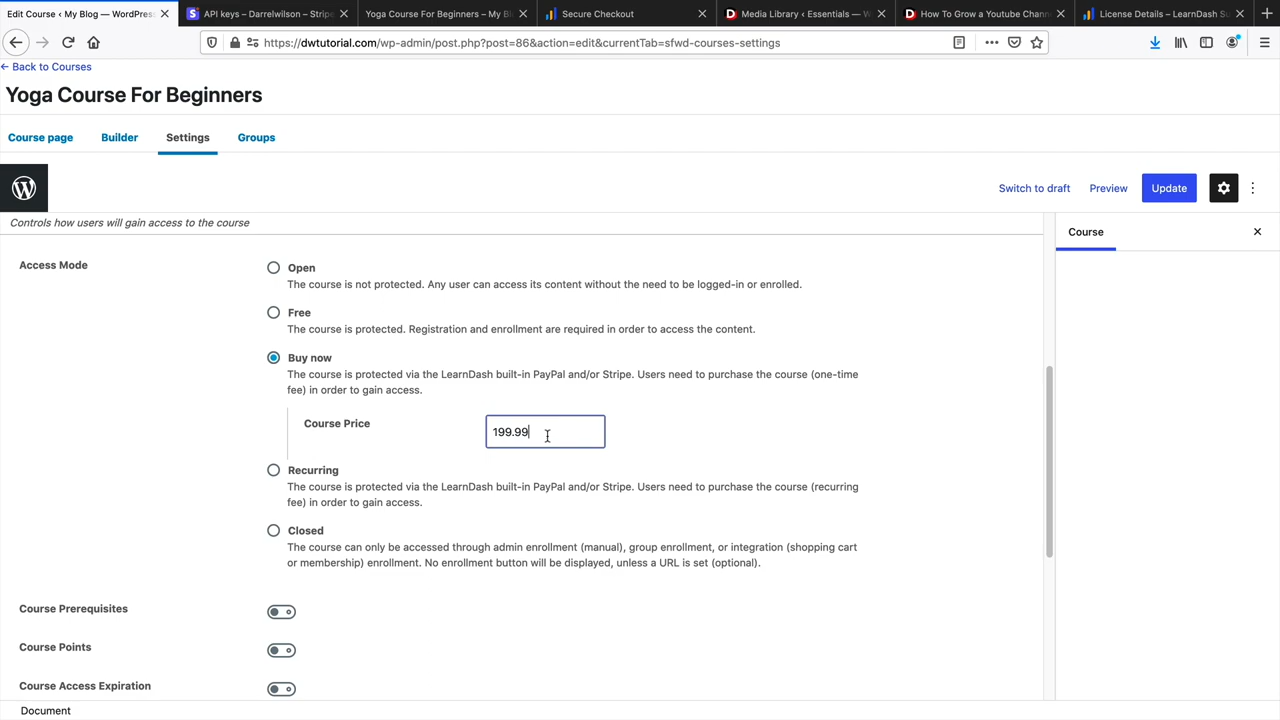 Edit Course ‹ My Blog — WordPress
API keys – Darrelwilson – Stripe
Yoga Course For Beginners – My Bl
Secure Checkout
Media Library ‹ Essentials — W
How To Grow a Youtube Chann
License Details – LearnDash Su
https://dwtutorial.com/wp-admin/post.php?post=86&action=edit&currentTab=sfwd-courses-settings
← Back to Courses
Yoga Course For Beginners
Course page
Builder
Settings
Groups
Switch to draft
Preview
Update
Controls how users will gain access to the course
Course
Access Mode
Open
The course is not protected. Any user can access its content without the need to be logged-in or enrolled.
Free
The course is protected. Registration and enrollment are required in order to access the content.
Buy now
The course is protected via the LearnDash built-in PayPal and/or Stripe. Users need to purchase the course (one-time
fee) in order to gain access.
Course Price
199.99
Recurring
The course is protected via the LearnDash built-in PayPal and/or Stripe. Users need to purchase the course (recurring
fee) in order to gain access.
Closed
The course can only be accessed through admin enrollment (manual), group enrollment, or integration (shopping cart
or membership) enrollment. No enrollment button will be displayed, unless a URL is set (optional).
Course Prerequisites
Course Points
Course Access Expiration
Document